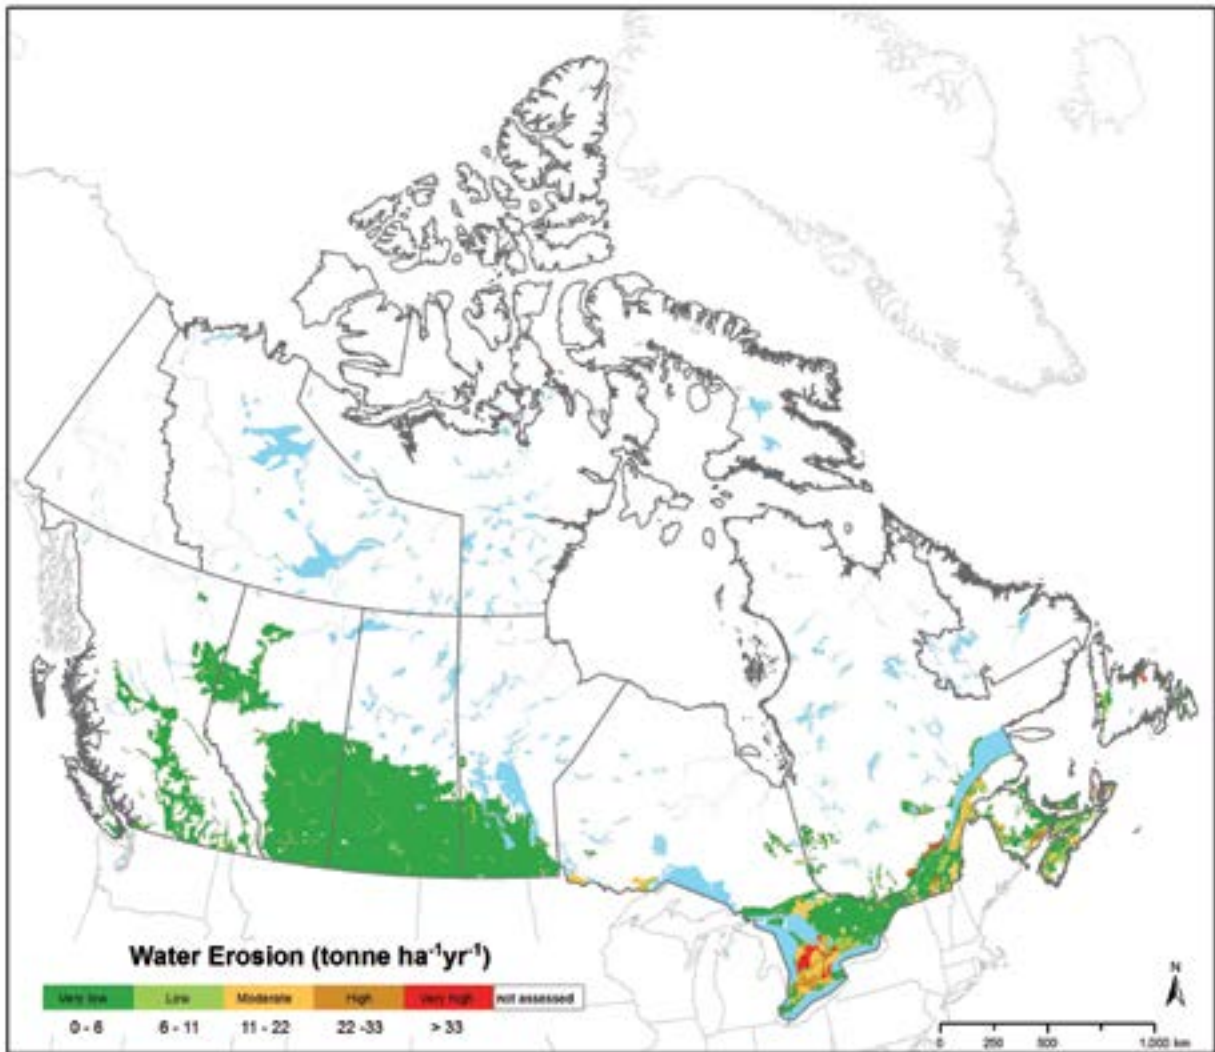 N
Water Erosion (tonne ha⁻¹yr⁻¹)
Very low Low Moderate High Very high not assessed
0 - 6 6 - 11 11 - 22 22 -33 > 33
0 250 500 1,000 km